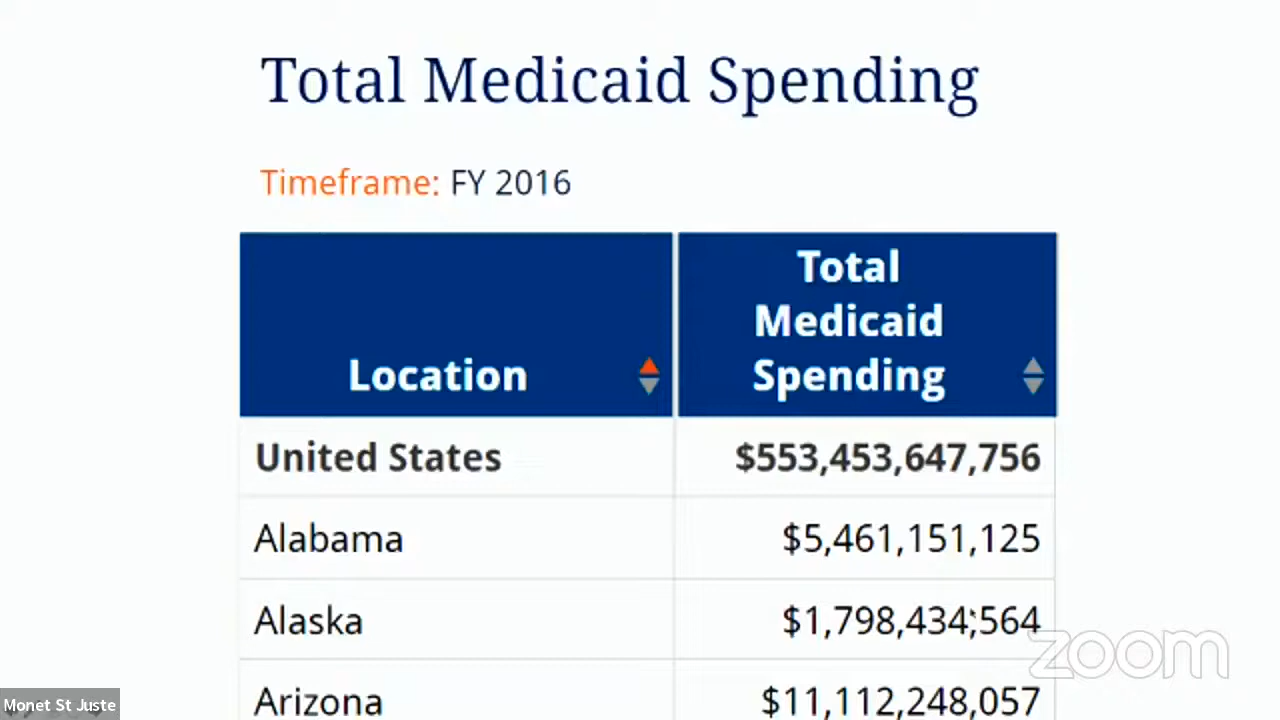 Total Medicaid Spending
Timeframe: FY 2016
Location
Total
Medicaid
Spending
United States $553,453,647,756
Alabama $5,461,151,125
Alaska $1,798,434,564
Arizona $11,112,248,057
zoom
Monet St Juste